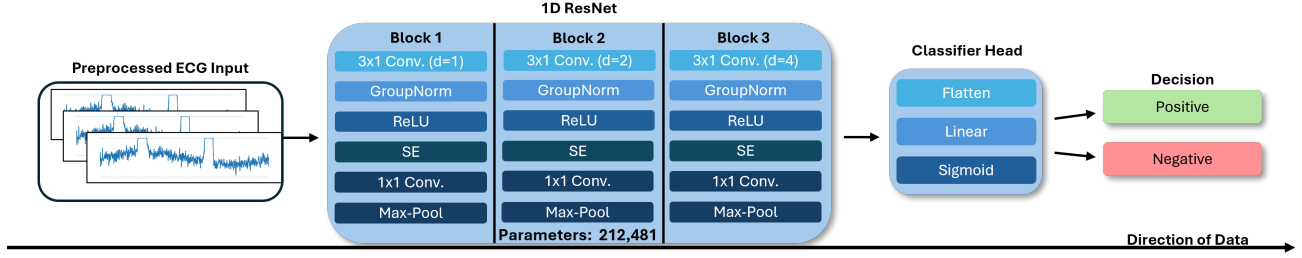 1D ResNet
Preprocessed ECG Input
Block 1
3x1 Conv. (d=1)
GroupNorm
ReLU
SE
1x1 Conv.
Max-Pool
Block 2
3x1 Conv. (d=2)
GroupNorm
ReLU
SE
1x1 Conv.
Max-Pool
Block 3
3x1 Conv. (d=4)
GroupNorm
ReLU
SE
1x1 Conv.
Max-Pool
Parameters: 212,481
Classifier Head
Flatten
Linear
Sigmoid
Decision
Positive
Negative
Direction of Data